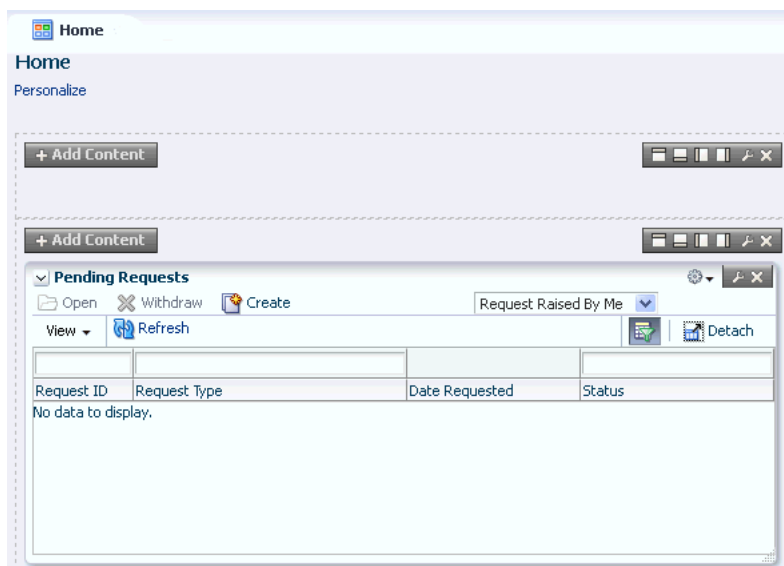 Home
Home
Personalize
+ Add Content
+ Add Content
Pending Requests
Open Withdraw Create Request Raised By Me
View Refresh Detach
Request ID Request Type Date Requested Status
No data to display.